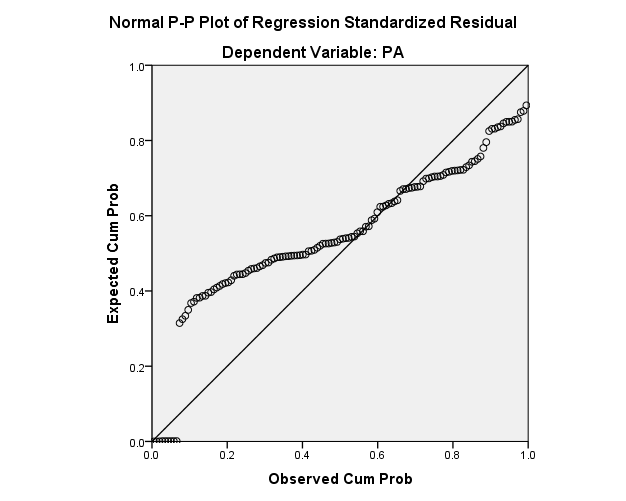 Normal P-P Plot of Regression Standardized Residual
Dependent Variable: PA
1.0
0.8
0.6
0.4
0.2
0.0
Expected Cum Prob
0.0 0.2 0.4 0.6 0.8 1.0
Observed Cum Prob